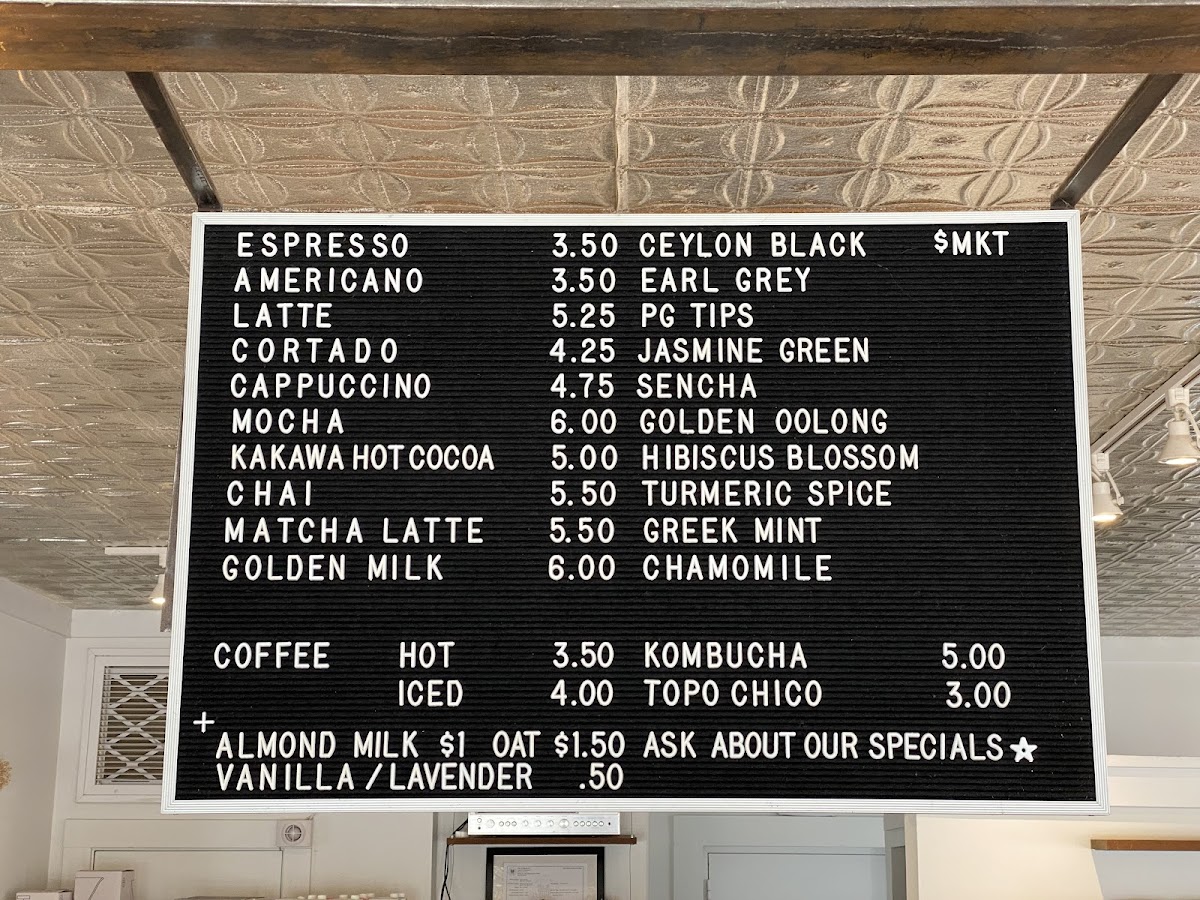 ESPRESSO 3.50 CEYLON BLACK $MKT
AMERICANO 3.50 EARL GREY
LATTE 5.25 PG TIPS
CORTADO 4.25 JASMINE GREEN
CAPPUCCINO 4.75 SENCHA
MOCHA 6.00 GOLDEN OOLONG
KAKAWA HOT COCOA 5.00 HIBISCUS BLOSSOM
CHAI 5.50 TURMERIC SPICE
MATCHA LATTE 5.50 GREEK MINT
GOLDEN MILK 6.00 CHAMOMILE
COFFEE HOT 3.50 KOMBUCHA 5.00
ICED 4.00 TOPO CHICO 3.00
+
ALMOND MILK $1 OAT $1.50 ASK ABOUT OUR SPECIALS ★
VANILLA / LAVENDER .50